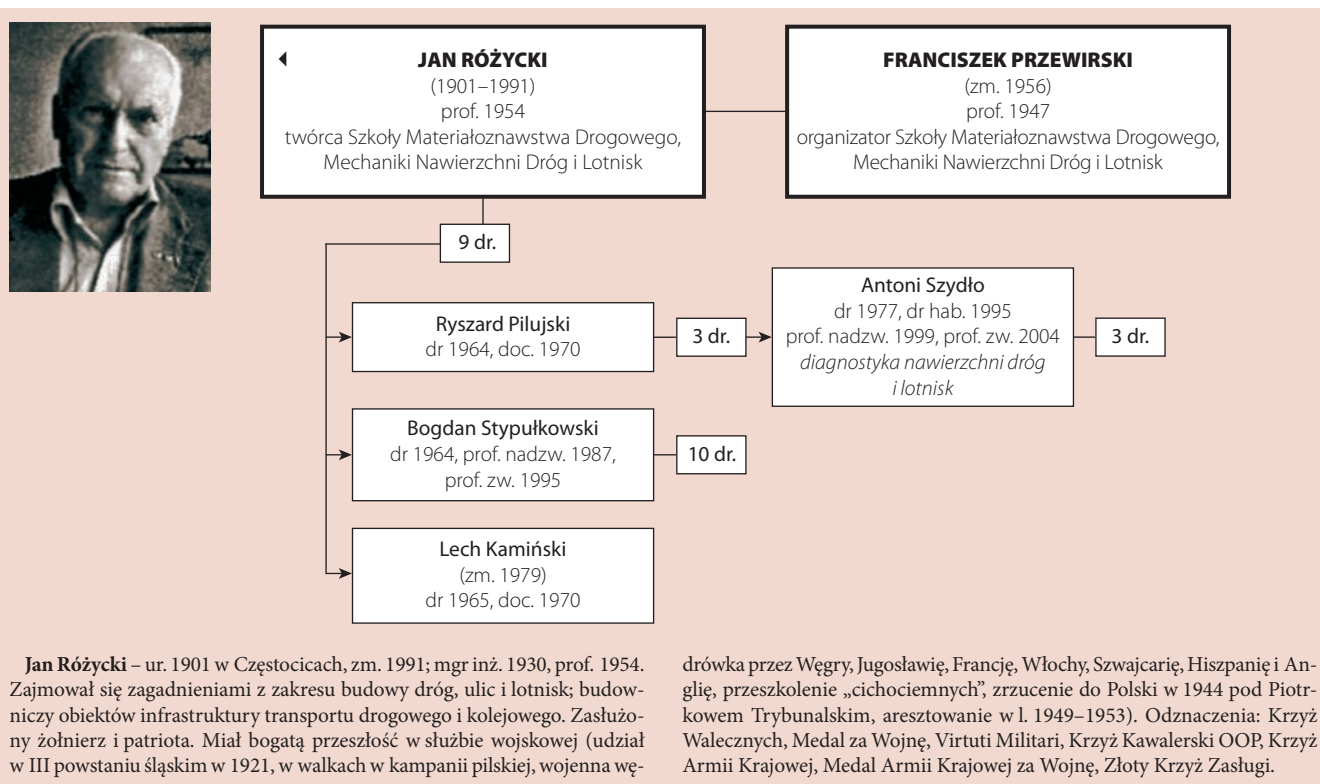 JAN RÓŻYCKI
(1901–1991)
prof. 1954
twórca Szkoły Materiałoznawstwa Drogowego,
Mechaniki Nawierzchni Dróg i Lotnisk
FRANCISZEK PRZEWIRSKI
(zm. 1956)
prof. 1947
organizator Szkoły Materiałoznawstwa Drogowego,
Mechaniki Nawierzchni Dróg i Lotnisk
9 dr.
Ryszard Pilujski
dr 1964, doc. 1970
3 dr.
Antoni Szydło
dr 1977, dr hab. 1995
prof. nadzw. 1999, prof. zw. 2004
diagnostyka nawierzchni dróg
i lotnisk
3 dr.
Bogdan Stypułkowski
dr 1964, prof. nadzw. 1987,
prof. zw. 1995
10 dr.
Lech Kamiński
(zm. 1979)
dr 1965, doc. 1970
Jan Różycki – ur. 1901 w Częstocicach, zm. 1991; mgr inż. 1930, prof. 1954.
Zajmował się zagadnieniami z zakresu budowy dróg, ulic i lotnisk; budow-
niczy obiektów infrastruktury transportu drogowego i kolejowego. Zasłużo-
ny żołnierz i patriota. Miał bogatą przeszłość w służbie wojskowej (udział
w III powstaniu śląskim w 1921, w walkach w kampanii pilskiej, wojenna wę-
drówka przez Węgry, Jugosławię, Francję, Włochy, Szwajcarię, Hiszpanię i An-
glię, przeszkolenie „cichociemnych”, zrzucenie do Polski w 1944 pod Piotr-
kowem Trybunalskim, aresztowanie w l. 1949–1953). Odznaczenia: Krzyż
Walecznych, Medal za Wojnę, Virtuti Militari, Krzyż Kawalerski OOP, Krzyż
Armii Krajowej, Medal Armii Krajowej za Wojnę, Złoty Krzyż Zasługi.